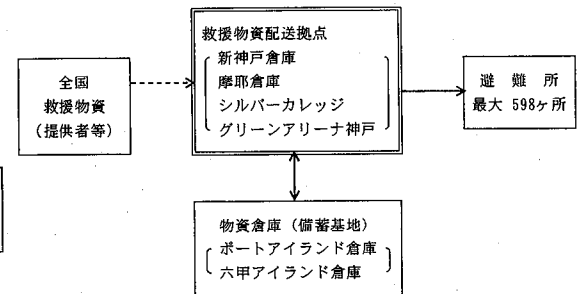 全国
救援物資
(提供者等)
救援物資配送拠点
新神戸倉庫
摩耶倉庫
シルバーカレッジ
グリーンアリーナ神戸
避難所
最大 598ヶ所
物資倉庫（備蓄基地）
ポートアイランド倉庫
六甲アイランド倉庫